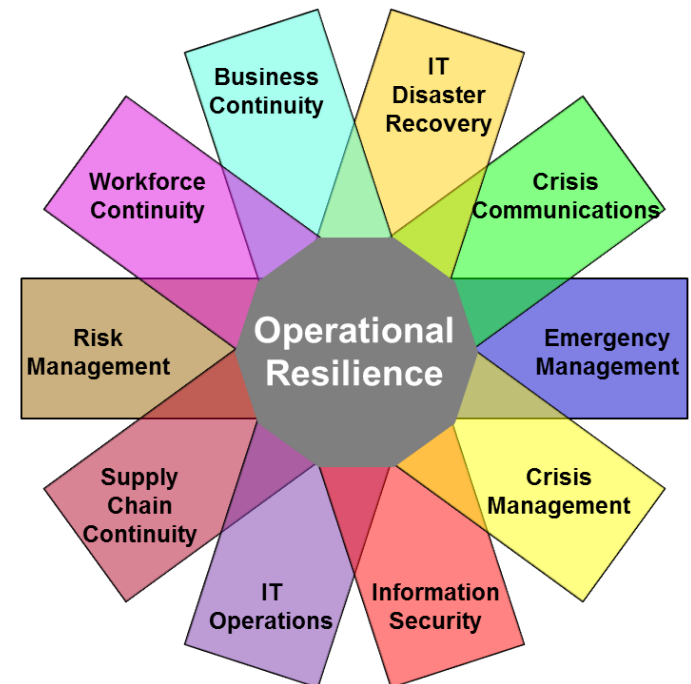 Business
Continuity
IT
Disaster
Recovery
Crisis
Communications
Emergency
Management
Crisis
Management
Information
Security
IT
Operations
Supply
Chain
Continuity
Risk
Management
Workforce
Continuity
Operational
Resilience